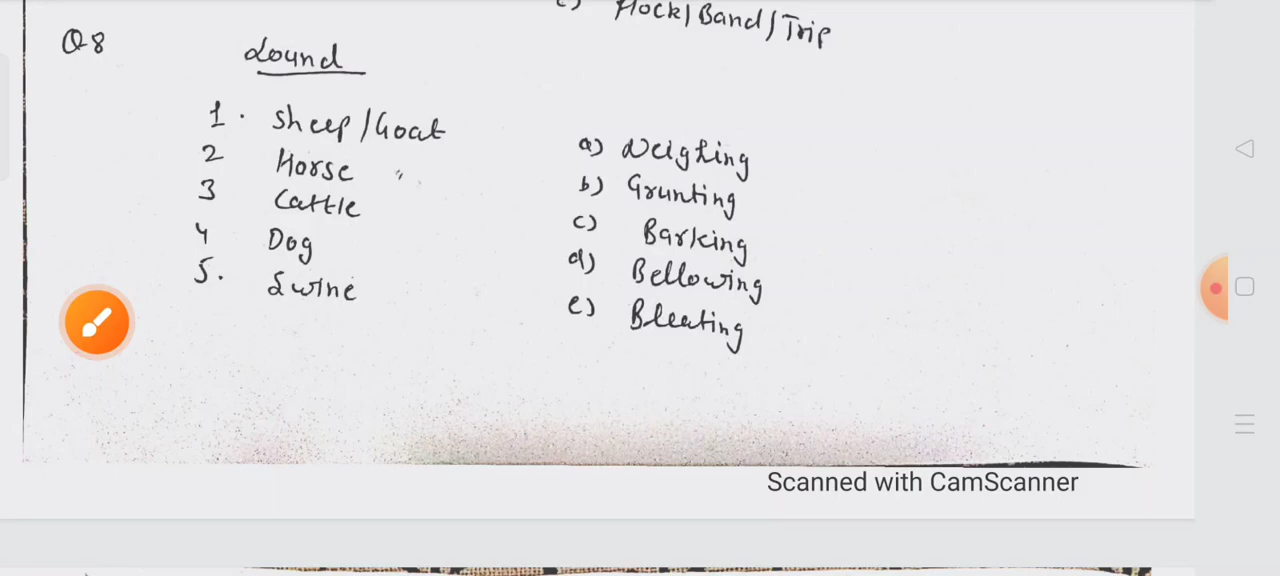 c) Flock/Band/Trip
Q8 Sound
1. Sheep/Goat
a) Neighing
2 Horse
b) Grunting
3 Cattle
c) Barking
4 Dog
d) Bellowing
5. Swine
e) Bleating
Scanned with CamScanner